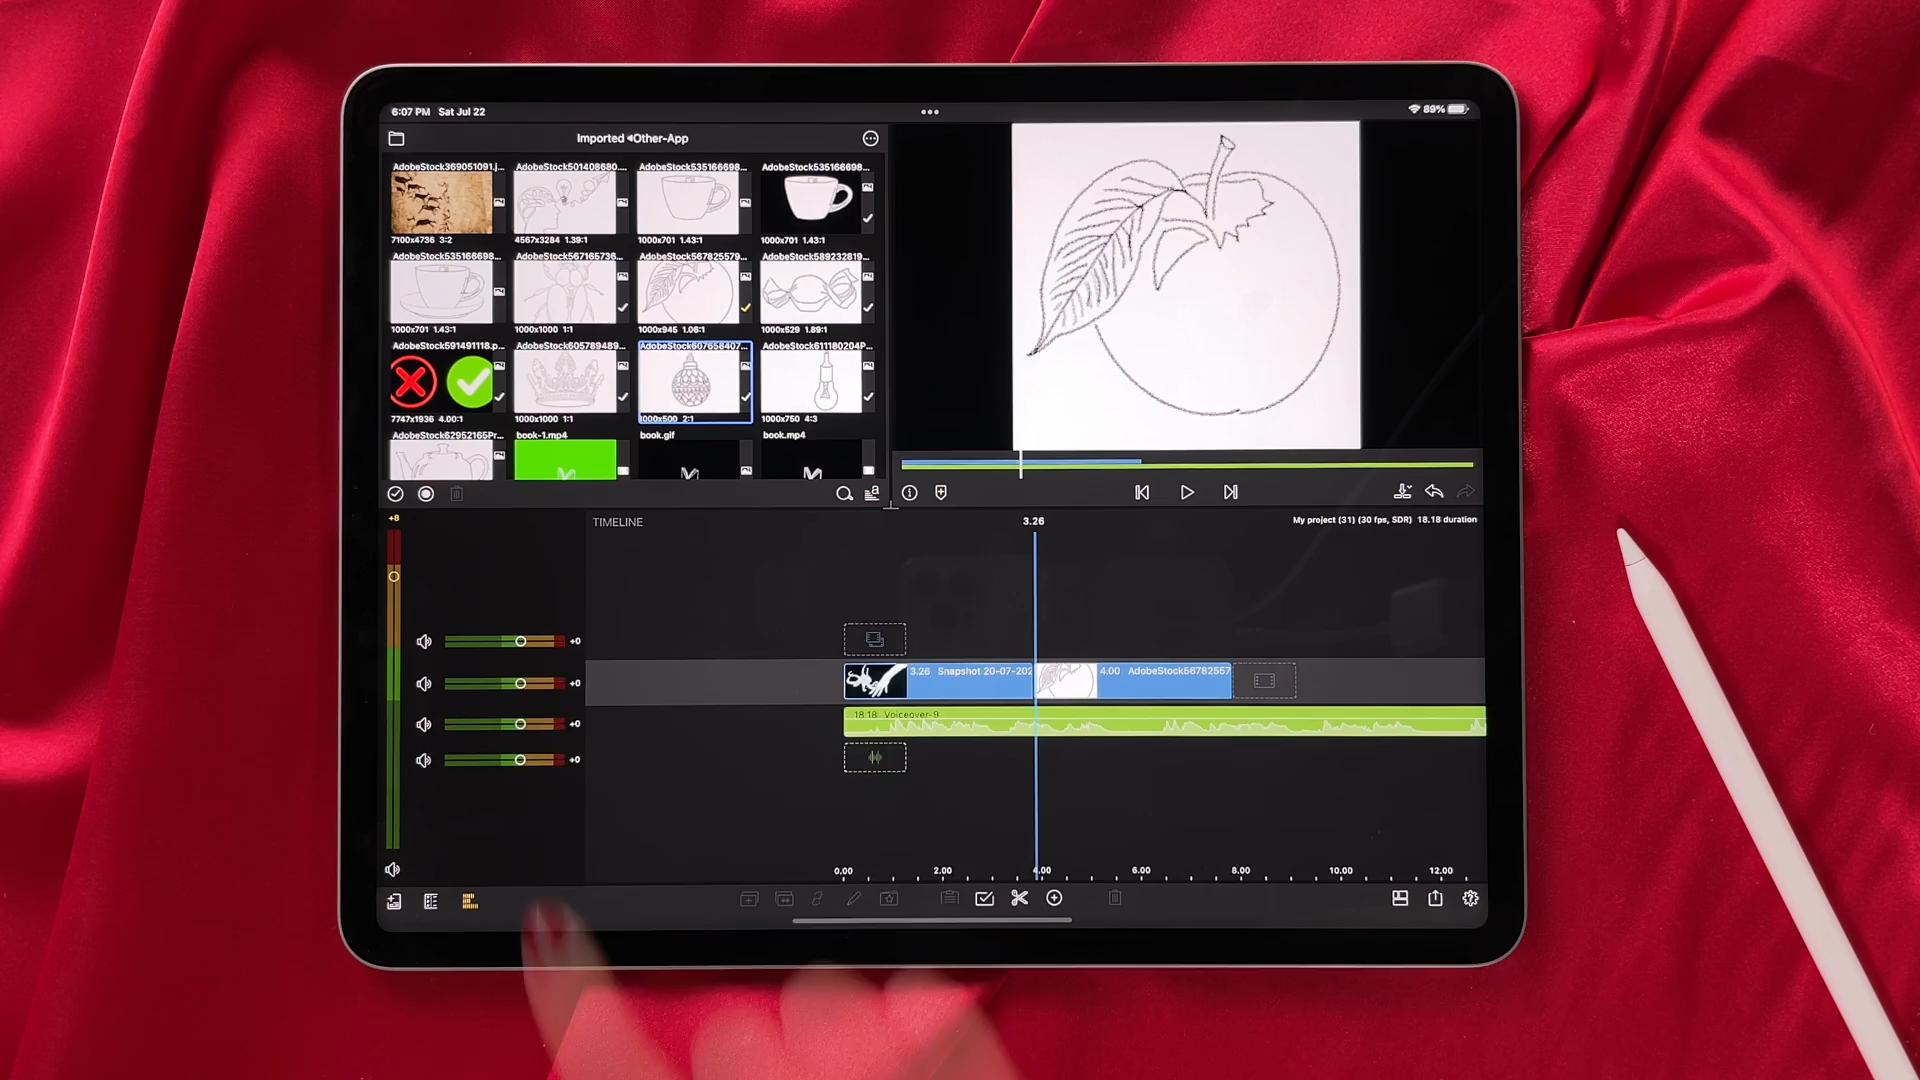 6:07 PM Sat Jul 22
89%
Imported ◂Other-App
AdobeStock369051091.j...
AdobeStock501408680....
AdobeStock535166698...
AdobeStock535166698...
7100x4736 3:2
4567x3284 1.39:1
1000x701 1.43:1
1000x701 1.43:1
AdobeStock535166698...
AdobeStock567165736...
AdobeStock567825579...
AdobeStock589232819...
1000x701 1.43:1
1000x1000 1:1
1000x945 1.06:1
1000x529 1.89:1
AdobeStock591491118.p...
AdobeStock605789489...
AdobeStock607658407...
AdobeStock611180204P...
7747x1936 4.00:1
1000x1000 1:1
1000x500 2:1
1000x750 4:3
AdobeStock62952165Pr...
book-1.mp4
book.gif
book.mp4
+8
TIMELINE
3.26
My project (31) (30 fps, SDR) 18.18 duration
+0
3.26 Snapshot 20-07-202
4.00 AdobeStock56782557
+0
18.18 Voiceover-9
+0
+0
0.00 2.00 4.00 6.00 8.00 10.00 12.00